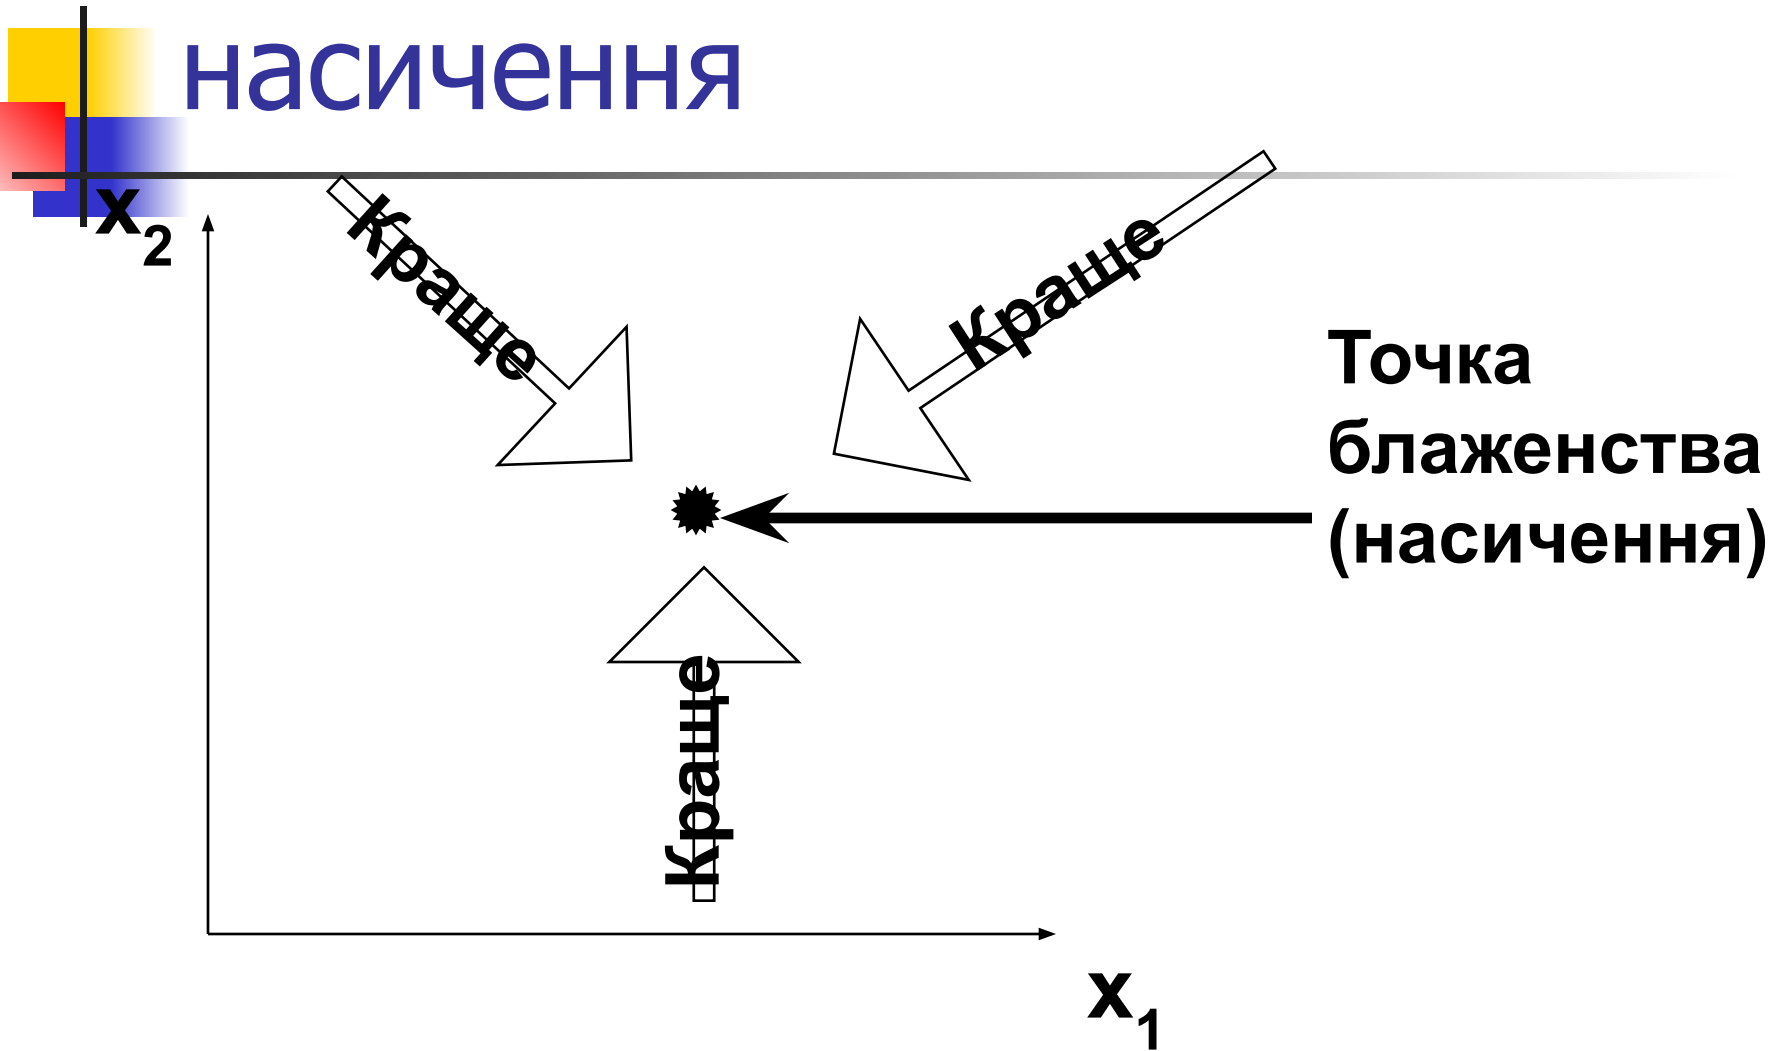 насичення
x2
Краще
Краще
Точка
блаженства
(насичення)
Краще
x1